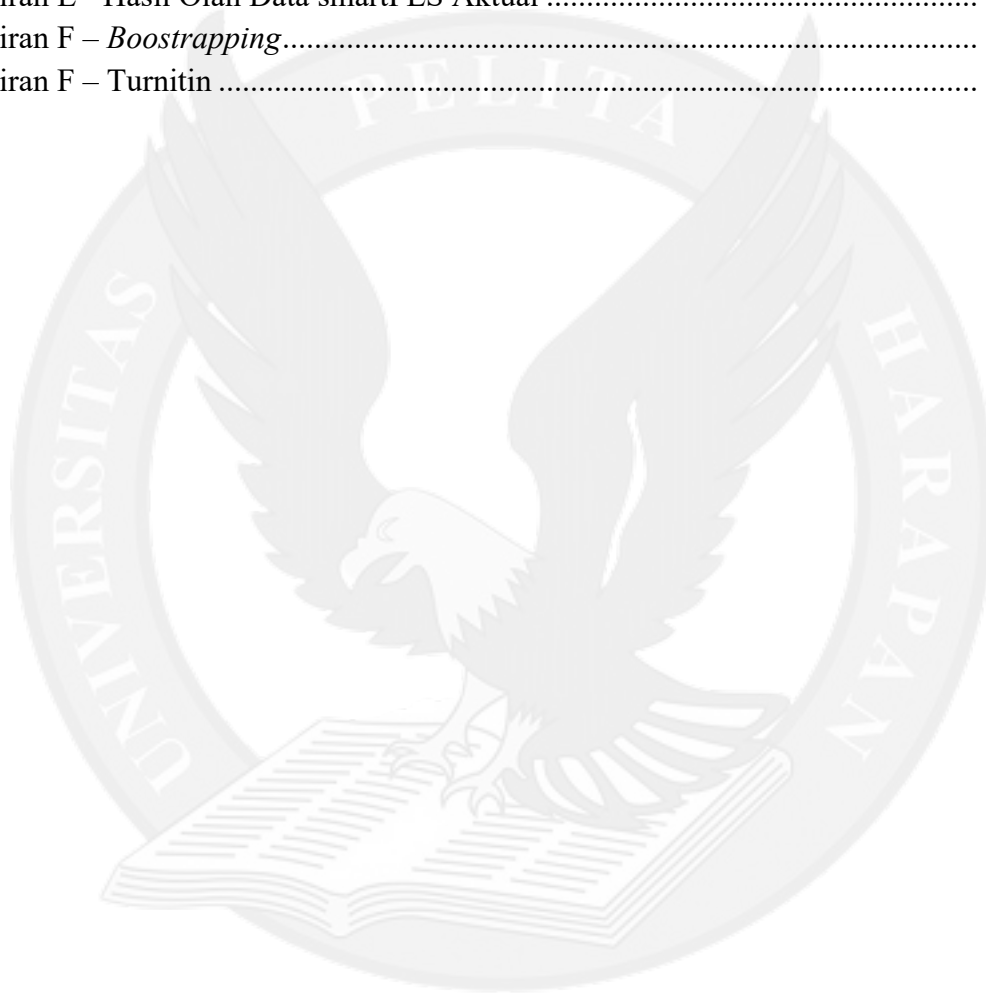 iran E - Hasil Olah Data smartPLS Aktual ......................................................
iran F – Boostrapping.......................................................................................
iran F – Turnitin ...............................................................................................
UNIVERSITAS PELITA HARAPAN